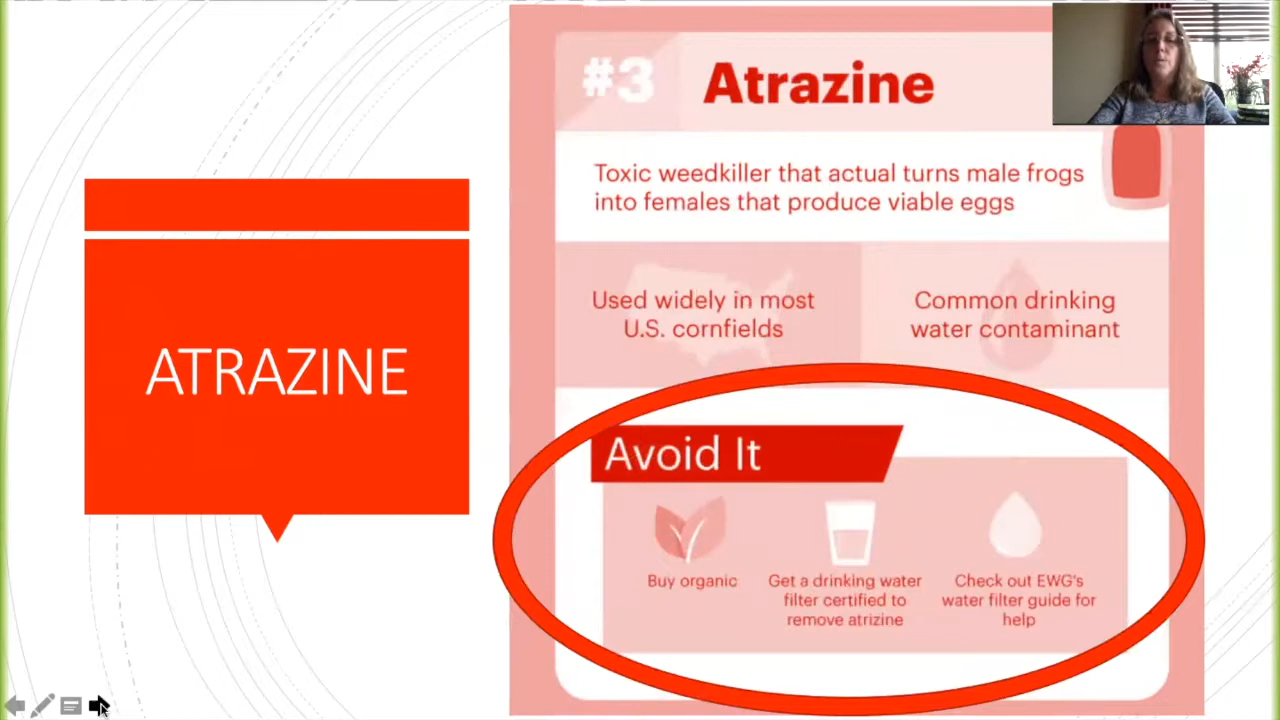 ATRAZINE
#3
Atrazine
Toxic weedkiller that actual turns male frogs
into females that produce viable eggs
Used widely in most
U.S. cornfields
Common drinking
water contaminant
Avoid It
Buy organic
Get a drinking water
filter certified to
remove atrizine
Check out EWG's
water filter guide for
help